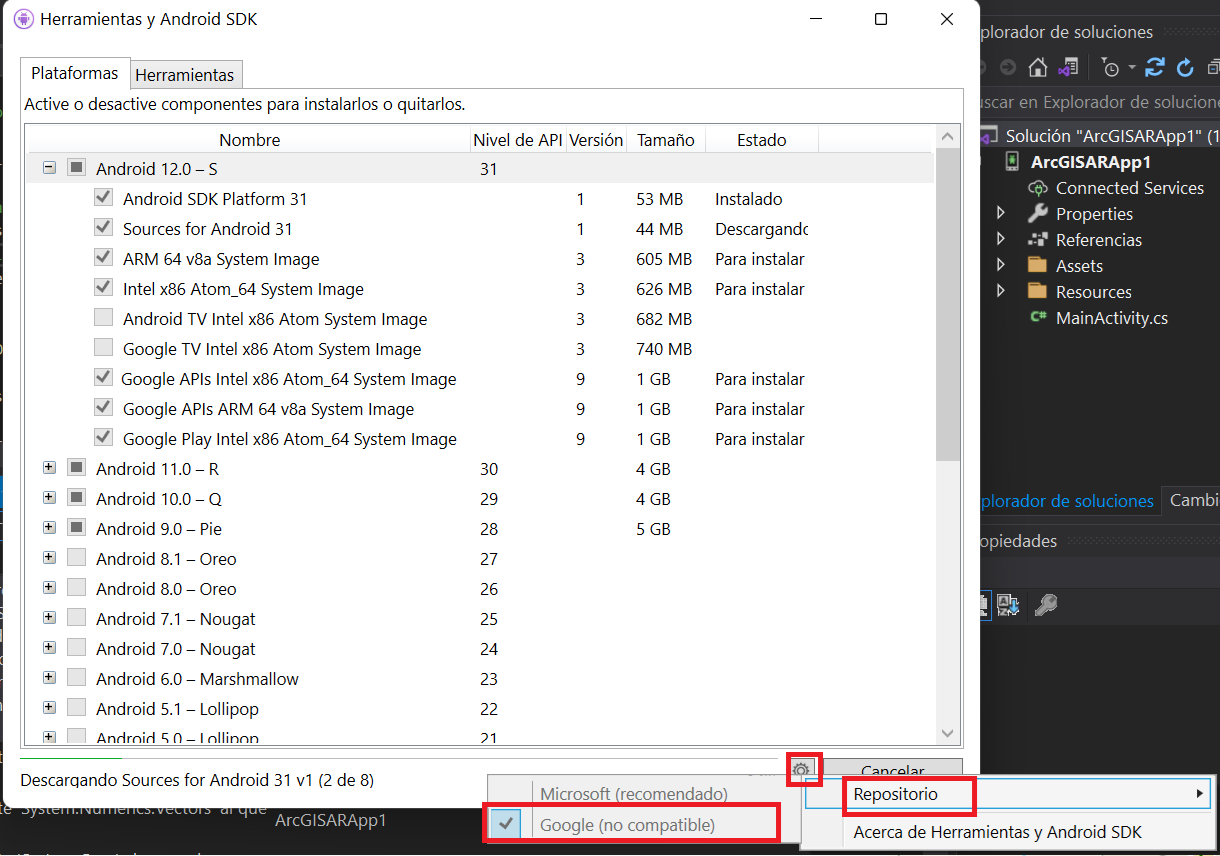 Herramientas y Android SDK
Plataformas
Herramientas
Active o desactive componentes para instalarlos o quitarlos.
Nombre Nivel de API Versión Tamaño Estado
Android 12.0 – S 31
Android SDK Platform 31 1 53 MB Instalado
Sources for Android 31 1 44 MB Descargando
ARM 64 v8a System Image 3 605 MB Para instalar
Intel x86 Atom_64 System Image 3 626 MB Para instalar
Android TV Intel x86 Atom System Image 3 682 MB
Google TV Intel x86 Atom System Image 3 740 MB
Google APIs Intel x86 Atom_64 System Image 9 1 GB Para instalar
Google APIs ARM 64 v8a System Image 9 1 GB Para instalar
Google Play Intel x86 Atom_64 System Image 9 1 GB Para instalar
Android 11.0 – R 30 4 GB
Android 10.0 – Q 29 4 GB
Android 9.0 – Pie 28 5 GB
Android 8.1 – Oreo 27
Android 8.0 – Oreo 26
Android 7.1 – Nougat 25
Android 7.0 – Nougat 24
Android 6.0 – Marshmallow 23
Android 5.1 – Lollipop 22
Android 5.0 – Lollipop 21
Descargando Sources for Android 31 v1 (2 de 8)
Cancelar
Microsoft (recomendado)
Google (no compatible)
Repositorio
Acerca de Herramientas y Android SDK
System.Numerics.Vectors al que
ArcGISARApp1
plorador de soluciones
uscar en Explorador de solucione
Solución "ArcGISARApp1" (1
ArcGISARApp1
Connected Services
Properties
Referencias
Assets
Resources
C# MainActivity.cs
plorador de soluciones
Cambi
opiedades